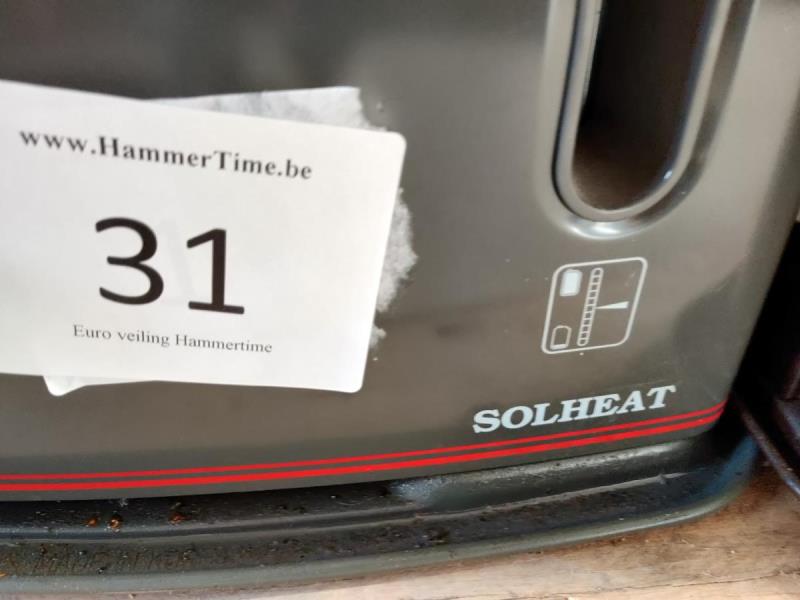 www.HammerTime.be
31
Euro veiling Hammertime
SOLHEAT